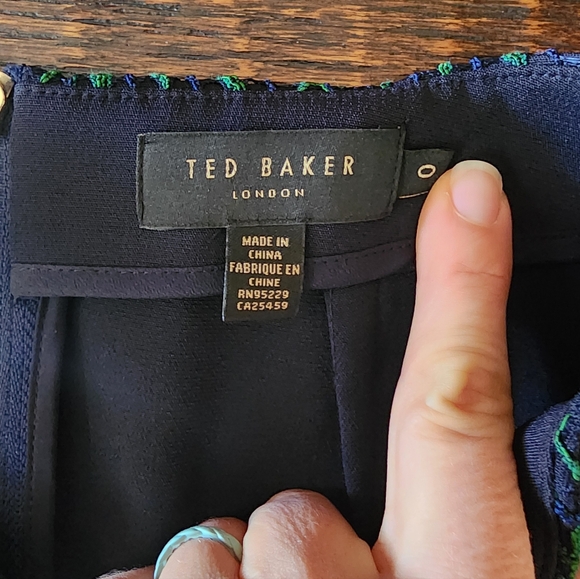 TED BAKER
LONDON
0
MADE IN
CHINA
FABRIQUE EN
CHINE
RN95229
CA25459